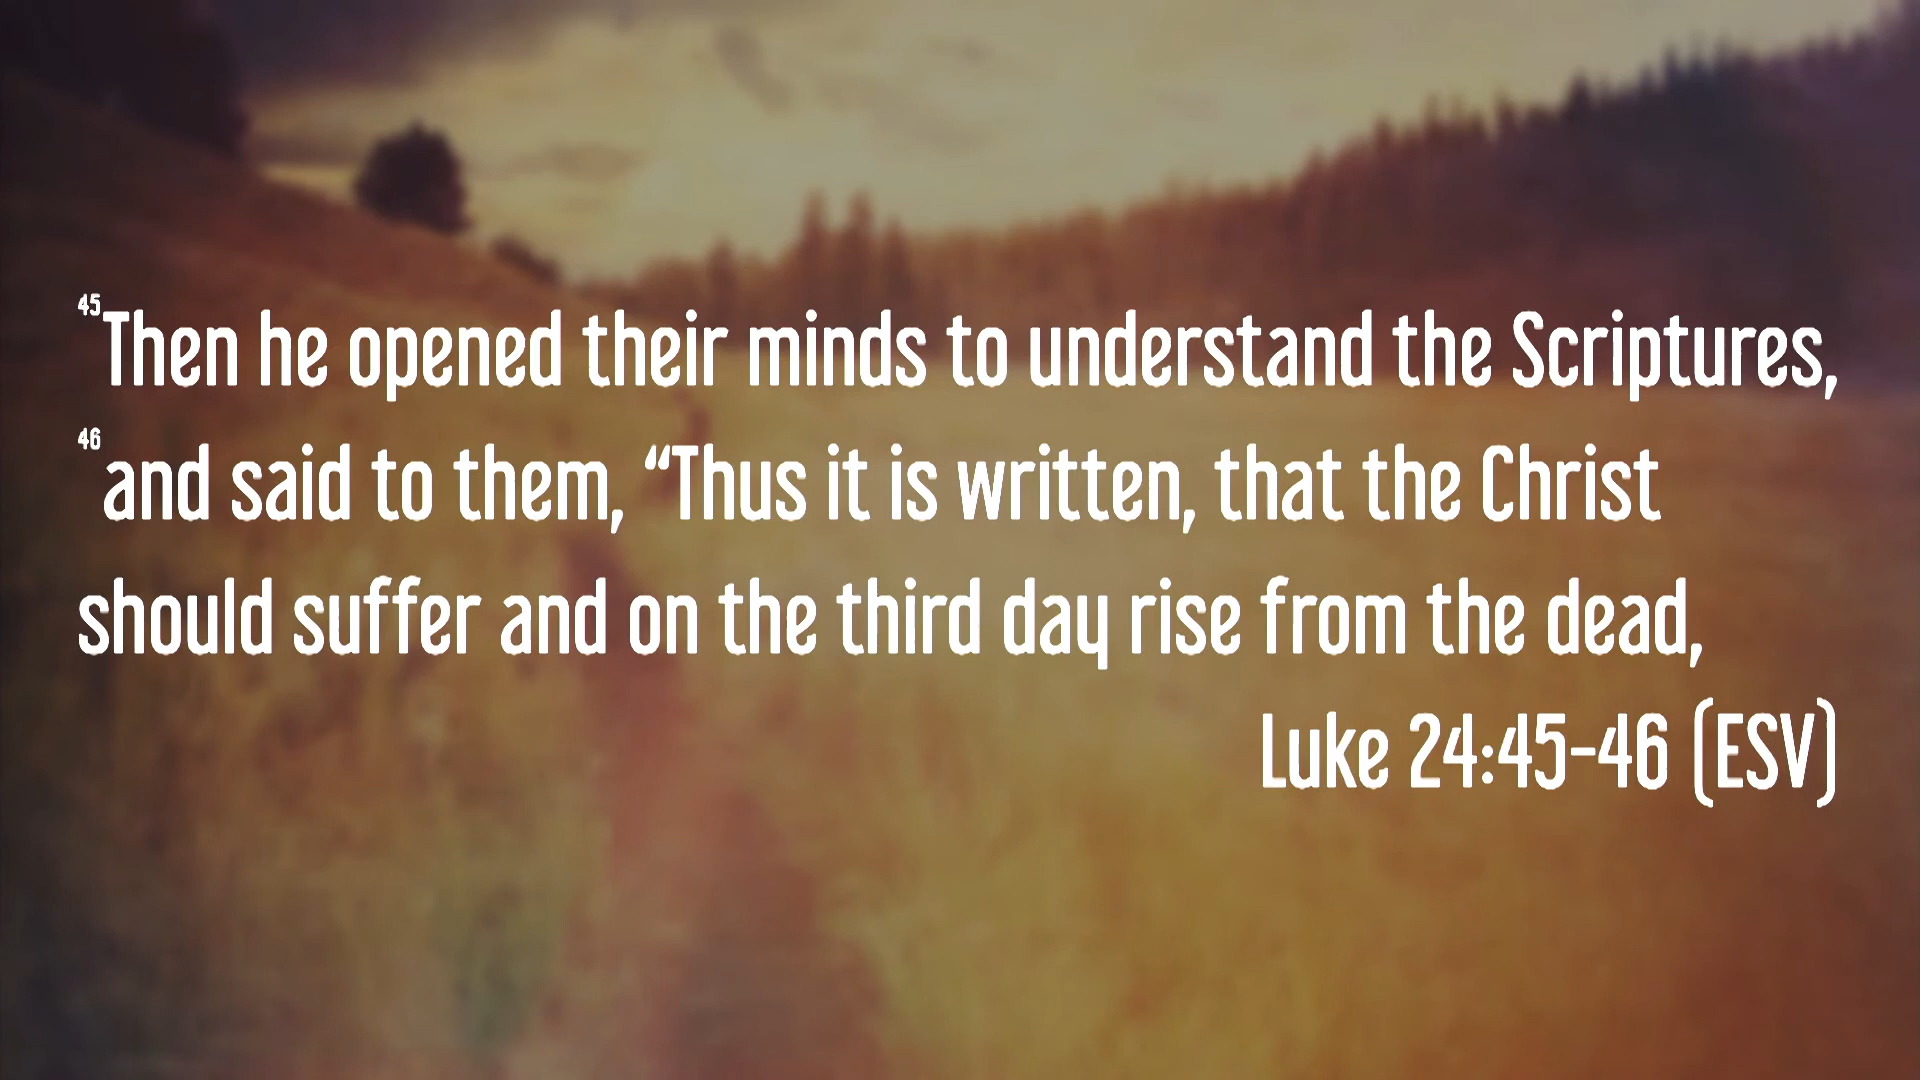 45Then he opened their minds to understand the Scriptures,
46and said to them, “Thus it is written, that the Christ
should suffer and on the third day rise from the dead,
Luke 24:45-46 (ESV)